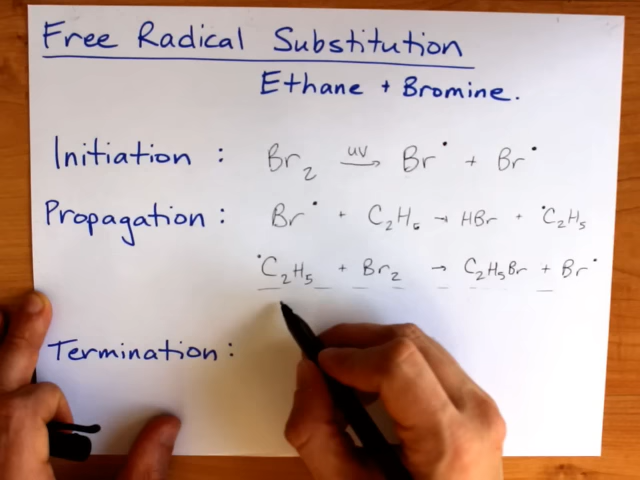 Free Radical Substitution
Ethane + Bromine.
Initiation : Br₂ UV→ Br• + Br•
Propagation : Br• + C₂H₆ → HBr + •C₂H₅
•C₂H₅ + Br₂ → C₂H₅Br + Br•
Termination :